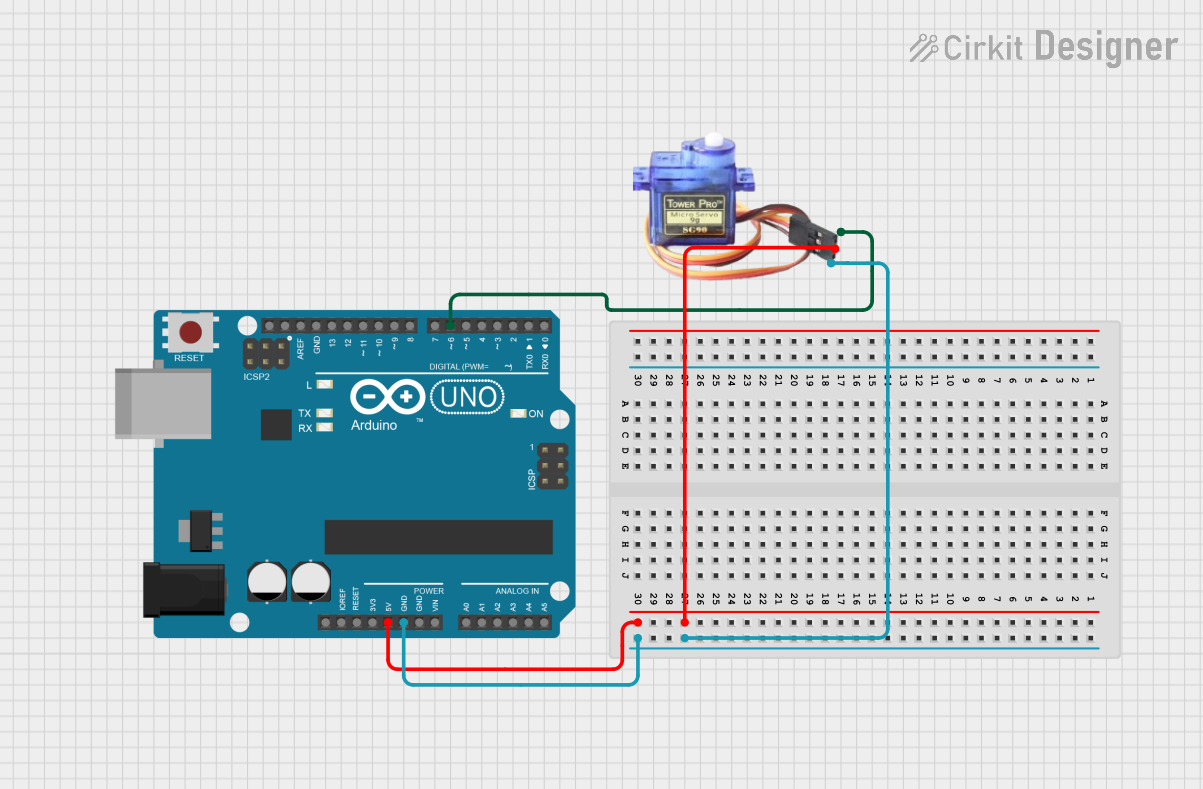 Cirkit Designer
TOWER PRO™
Micro Servo
9g
SG90
RESET
ICSP2
AREF
GND
13
12
~11
~10
~9
8
7
~6
~5
4
~3
2
TX0 ▶ 1
RX0 ◀ 0
DIGITAL (PWM=
~
L
TX
RX
UNO
Arduino
™
ON
1
ICSP
IOREF
RESET
3V3
5V
GND
GND
VIN
POWER
ANALOG IN
A0
A1
A2
A3
A4
A5
30 29 28 27 26 25 24 23 22 21 20 19 18 17 16 15 14 13 12 11 10 9 8 7 6 5 4 3 2 1
A A
B B
C C
D D
E E
F F
G G
H H
I I
J J
30 29 28 27 26 25 24 23 22 21 20 19 18 17 16 15 14 13 12 11 10 9 8 7 6 5 4 3 2 1